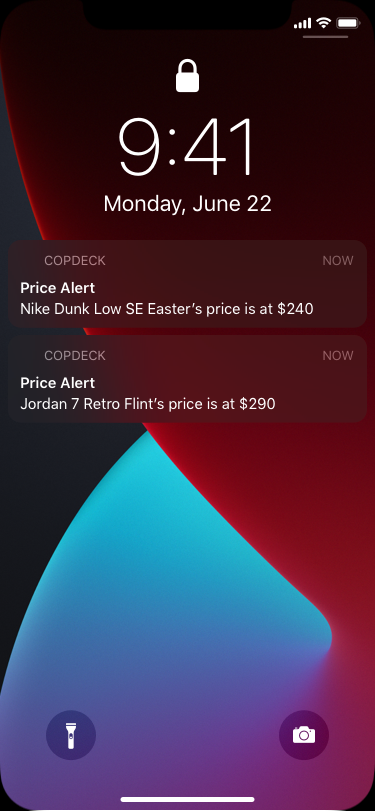 9:41
Monday, June 22
COPDECK NOW
Price Alert
Nike Dunk Low SE Easter’s price is at $240
COPDECK NOW
Price Alert
Jordan 7 Retro Flint’s price is at $290